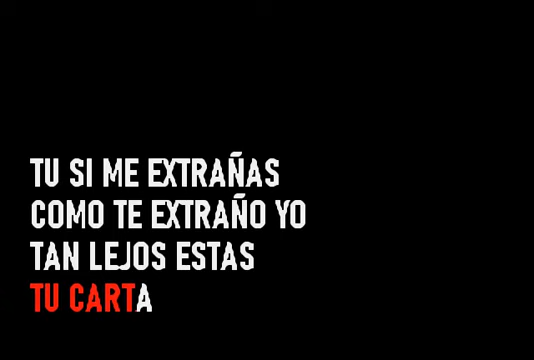 TU SI ME EXTRAÑAS
COMO TE EXTRAÑO YO
TAN LEJOS ESTAS
TU CARTA